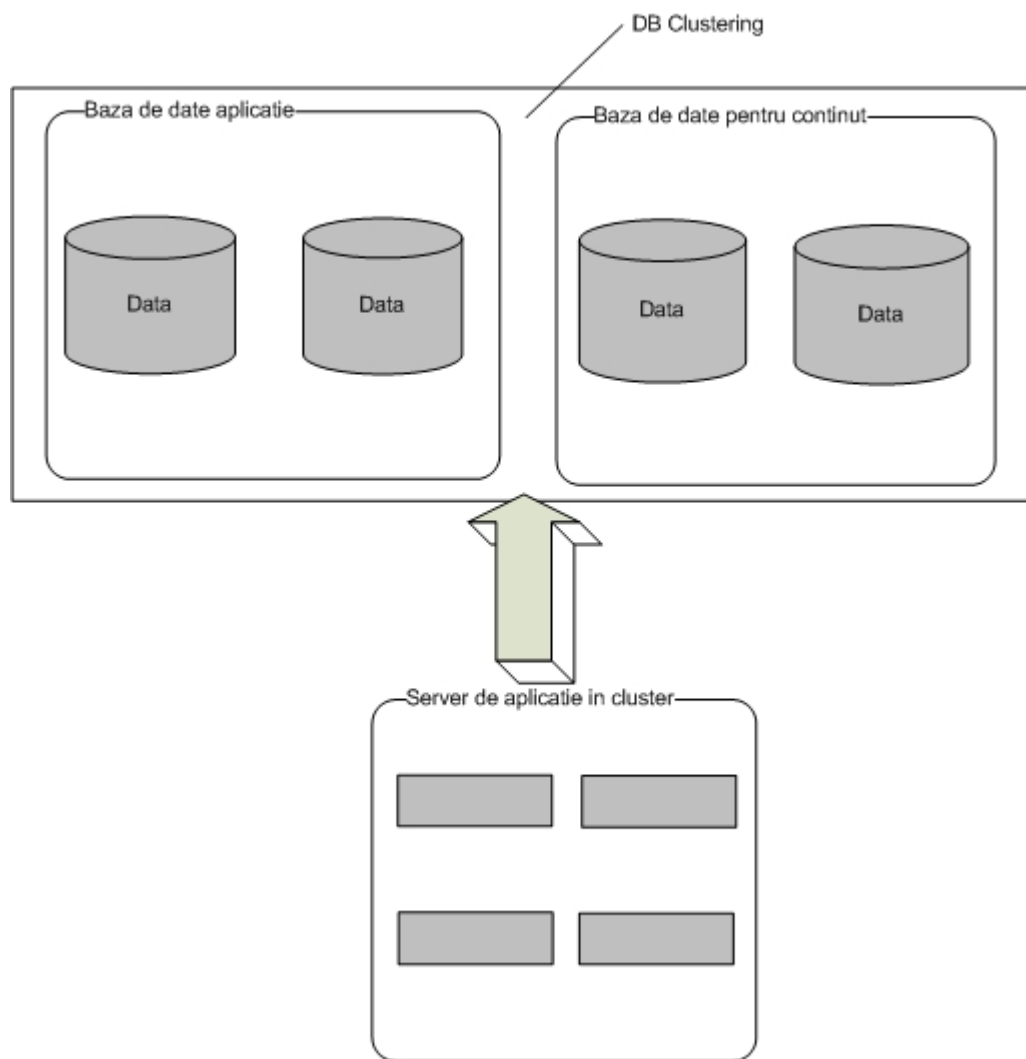 DB Clustering
Baza de date aplicatie
Baza de date pentru continut
Data
Data
Data
Data
Server de aplicatie in cluster